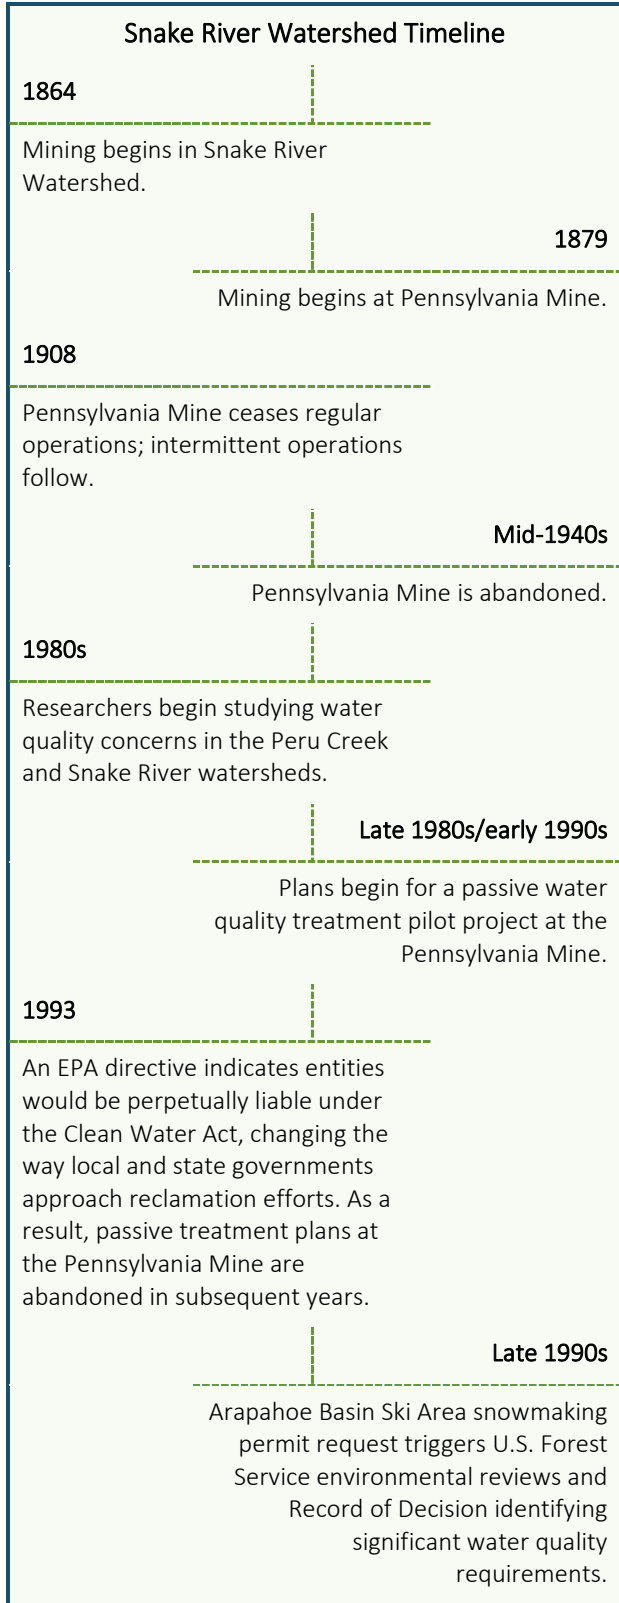 Snake River Watershed Timeline
1864
Mining begins in Snake River
Watershed.
1879
Mining begins at Pennsylvania Mine.
1908
Pennsylvania Mine ceases regular
operations; intermittent operations
follow.
Mid-1940s
Pennsylvania Mine is abandoned.
1980s
Researchers begin studying water
quality concerns in the Peru Creek
and Snake River watersheds.
Late 1980s/early 1990s
Plans begin for a passive water
quality treatment pilot project at the
Pennsylvania Mine.
1993
An EPA directive indicates entities
would be perpetually liable under
the Clean Water Act, changing the
way local and state governments
approach reclamation efforts. As a
result, passive treatment plans at
the Pennsylvania Mine are
abandoned in subsequent years.
Late 1990s
Arapahoe Basin Ski Area snowmaking
permit request triggers U.S. Forest
Service environmental reviews and
Record of Decision identifying
significant water quality
requirements.